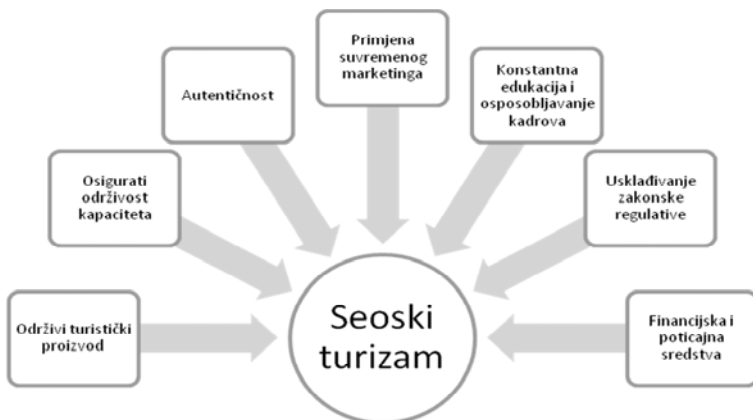 Primjena
suvremenog
marketinga
Autentičnost
Konstantna
edukacija i
osposobljavanje
kadrova
Osigurati
održivost
kapaciteta
Usklađivanje
zakonske
regulative
Održivi turistički
proizvod
Seoski
turizam
Financijska i
poticajna
sredstva